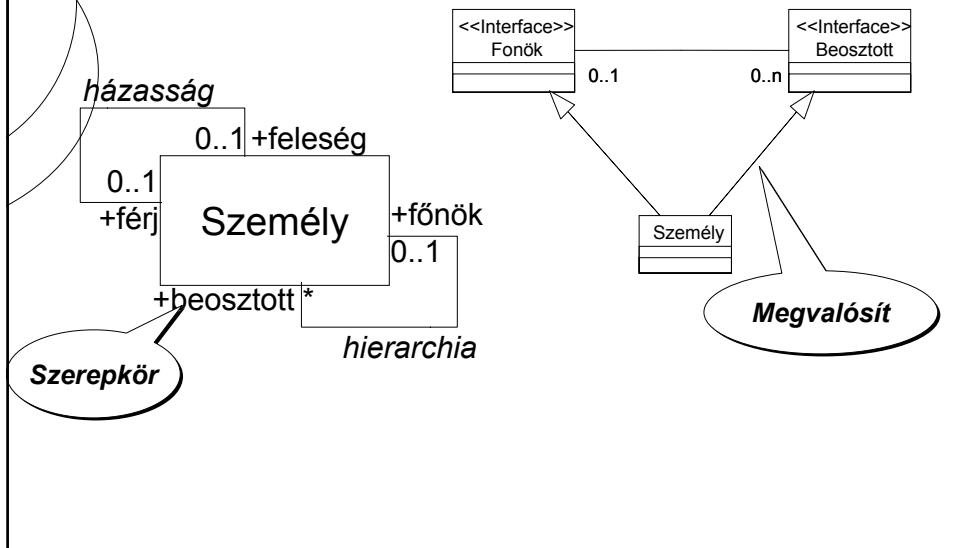 házasság
0..1 +feleség
0..1
+férj
Személy
+főnök
0..1
+beosztott *
hierarchia
Szerepkör
<<Interface>>
Fonök
<<Interface>>
Beosztott
0..1
0..n
Személy
Megvalósít